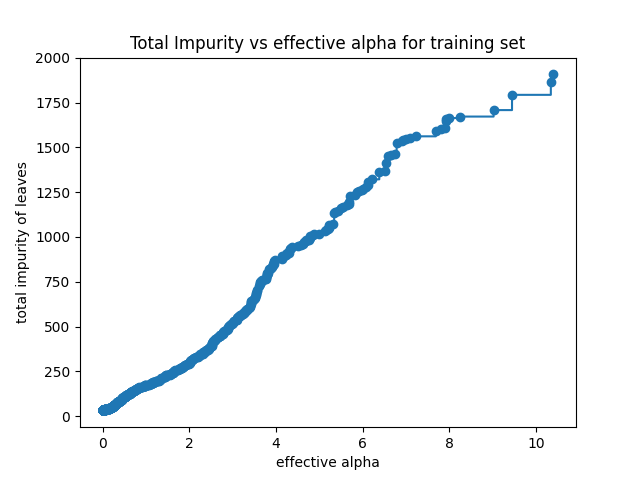 Total Impurity vs effective alpha for training set
total impurity of leaves
2000
1750
1500
1250
1000
750
500
250
0
0 2 4 6 8 10
effective alpha